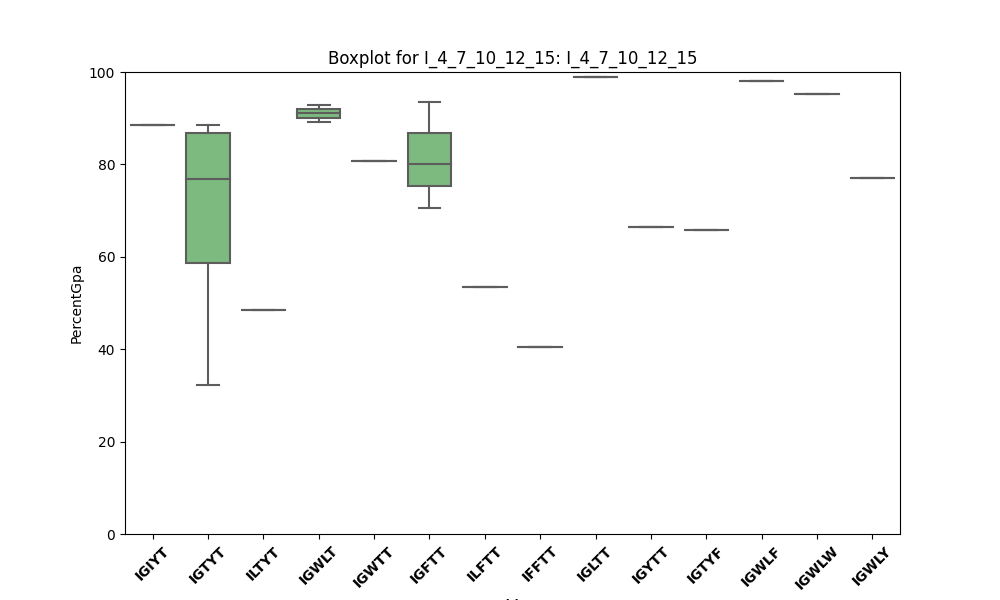 Boxplot for I_4_7_10_12_15: I_4_7_10_12_15
100
80
60
40
20
0
PercentGpa
IGIYT
IGTYT
ILTYT
IGWLT
IGWTT
IGFTT
ILFTT
IFFTT
IGLTT
IGYTT
IGTYF
IGWLF
IGWLW
IGWLY